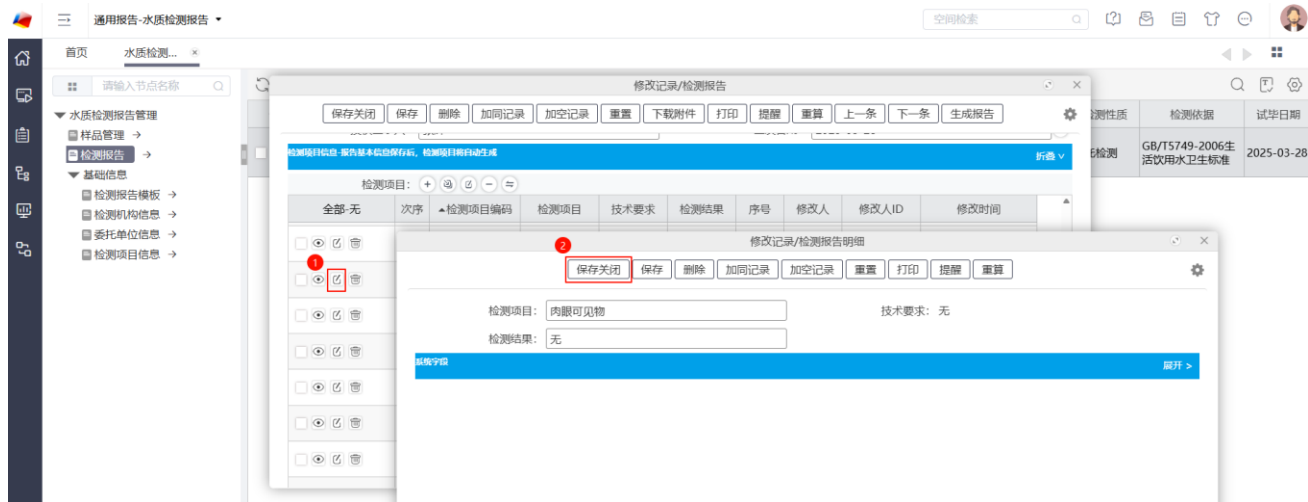 通用报告-水质检测报告
空间检索
首页
水质检测...
请输入节点名称
水质检测报告管理
样品管理
检测报告
基础信息
检测报告模板
检测机构信息
委托单位信息
检测项目信息
修改记录/检测报告
保存关闭 保存 删除 加同记录 加空记录 重置 下载附件 打印 提醒 重算 上一条 下一条 生成报告
检测项目信息-报告基本信息保存后，检测项目将自动生成 折叠
检测项目：
全部-无 次序 检测项目编码 检测项目 技术要求 检测结果 序号 修改人 修改人ID 修改时间
测性质 检测依据 试毕日期
检测 GB/T5749-2006生 2025-03-28
活饮用水卫生标准
1
2
修改记录/检测报告明细
保存关闭 保存 删除 加同记录 加空记录 重置 打印 提醒 重算
检测项目： 肉眼可见物 技术要求： 无
检测结果： 无
系统字段 展开 >